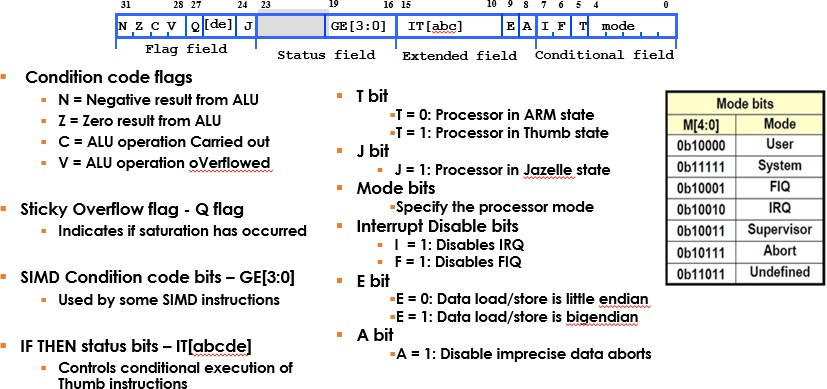 31 28 27 24 23 19 16 15 10 9 8 7 6 5 4 0
N Z C V Q [de] J GE[3:0] IT[abc] E A I F T mode
Flag field Status field Extended field Conditional field
Condition code flags
N = Negative result from ALU
Z = Zero result from ALU
C = ALU operation Carried out
V = ALU operation oVerflowed
Sticky Overflow flag - Q flag
Indicates if saturation has occurred
SIMD Condition code bits – GE[3:0]
Used by some SIMD instructions
IF THEN status bits – IT[abcde]
Controls conditional execution of
Thumb instructions
T bit
T = 0: Processor in ARM state
T = 1: Processor in Thumb state
J bit
J = 1: Processor in Jazelle state
Mode bits
Specify the processor mode
Interrupt Disable bits
I = 1: Disables IRQ
F = 1: Disables FIQ
E bit
E = 0: Data load/store is little endian
E = 1: Data load/store is bigendian
A bit
A = 1: Disable imprecise data aborts
Mode bits
M[4:0] Mode
0b10000 User
0b11111 System
0b10001 FIQ
0b10010 IRQ
0b10011 Supervisor
0b10111 Abort
0b11011 Undefined